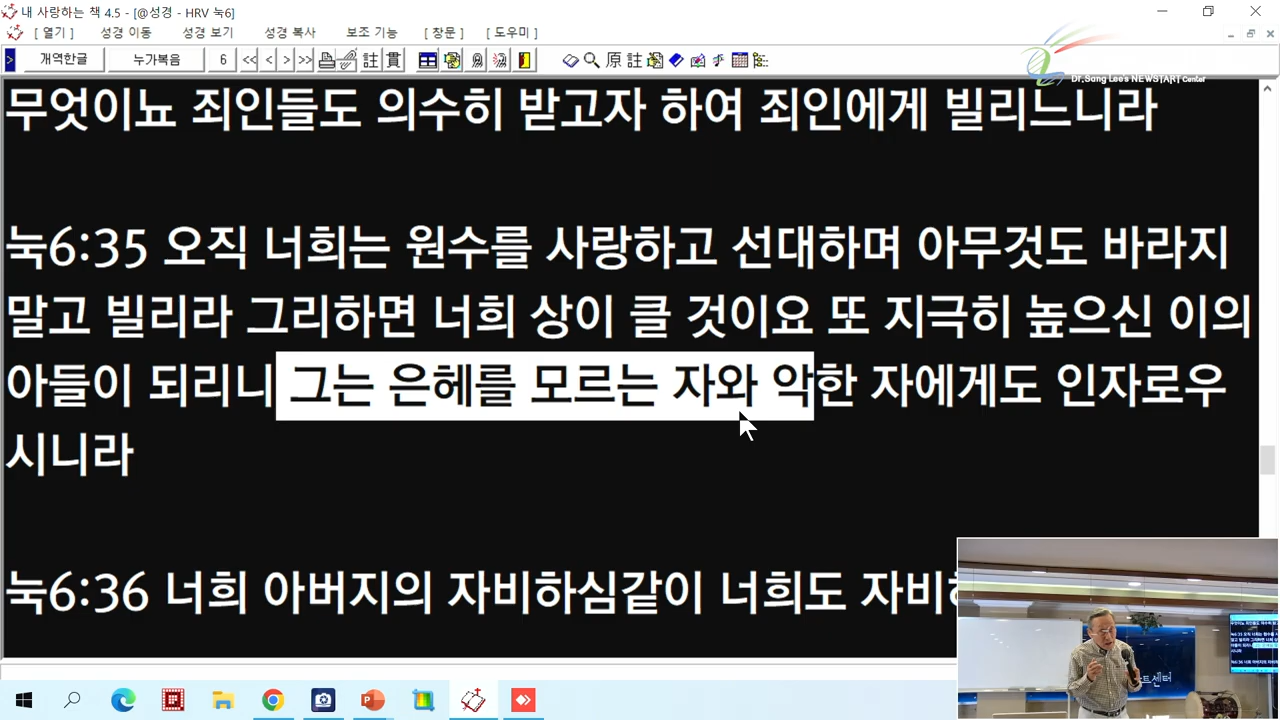 내 사랑하는 책 4.5 - [@성경 - HRV 눅6]
[ 열기 ] 성경 이동 성경 보기 성경 복사 보조 기능 [ 창문 ] [ 도우미 ]
개역한글 누가복음 6 << < > >> 註 貫 原 註
Dr.Sang Lee's NEWSTART Center
무엇이뇨 죄인들도 의수히 받고자 하여 죄인에게 빌리느니라
눅6:35 오직 너희는 원수를 사랑하고 선대하며 아무것도 바라지
말고 빌리라 그리하면 너희 상이 클 것이요 또 지극히 높으신 이의
아들이 되리니 그는 은혜를 모르는 자와 악한 자에게도 인자로우
시니라
눅6:36 너희 아버지의 자비하심같이 너희도 자비하
트센터